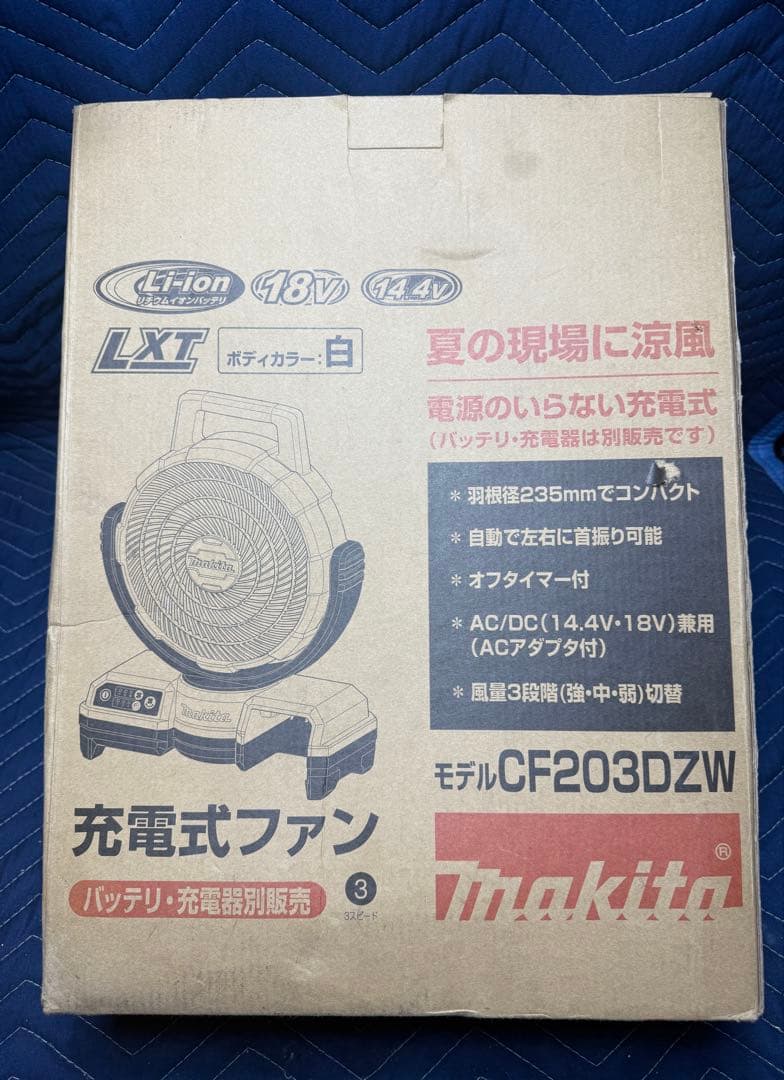 Li-ion
リチウムイオンバッテリ
18V
14.4V
LXT
ボディカラー:白
夏の現場に涼風
電源のいらない充電式
(バッテリ・充電器は別販売です)
* 羽根径235mmでコンパクト
* 自動で左右に首振り可能
* オフタイマー付
* AC/DC(14.4V・18V)兼用
(ACアダプタ付)
* 風量3段階(強・中・弱)切替
makita
makita
モデルCF203DZW
充電式ファン
バッテリ・充電器別販売
3
3スピード
makita®